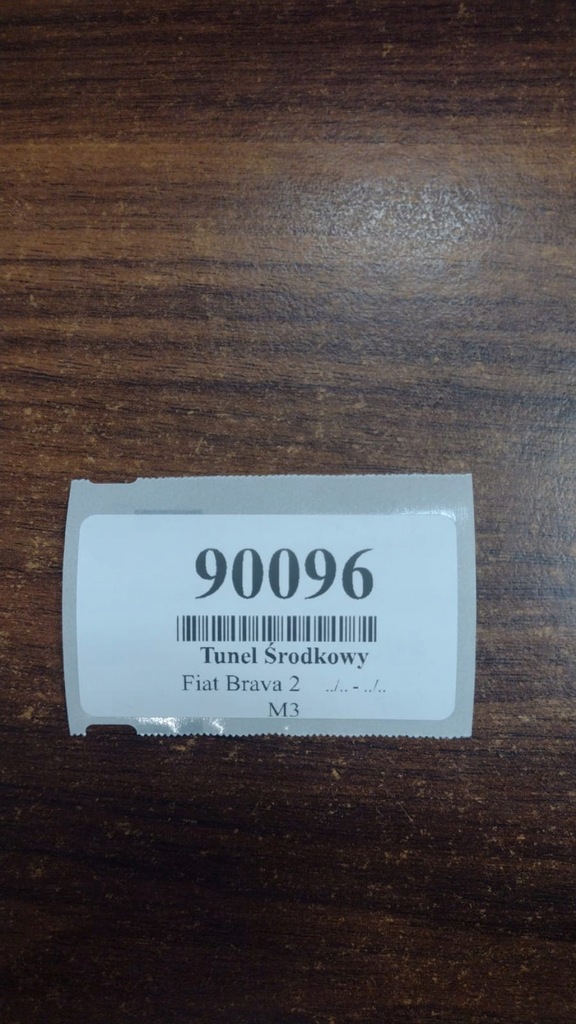 90096
Tunel Środkowy
Fiat Brava 2 ../.. - ../..
M3